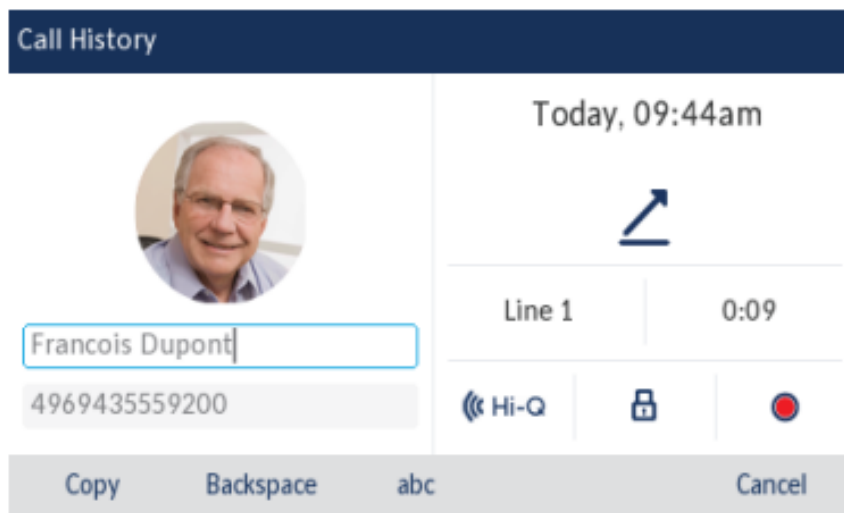 Call History
Today, 09:44am
Francois Dupont
4969435559200
Line 1 0:09
Hi-Q
Copy Backspace abc Cancel